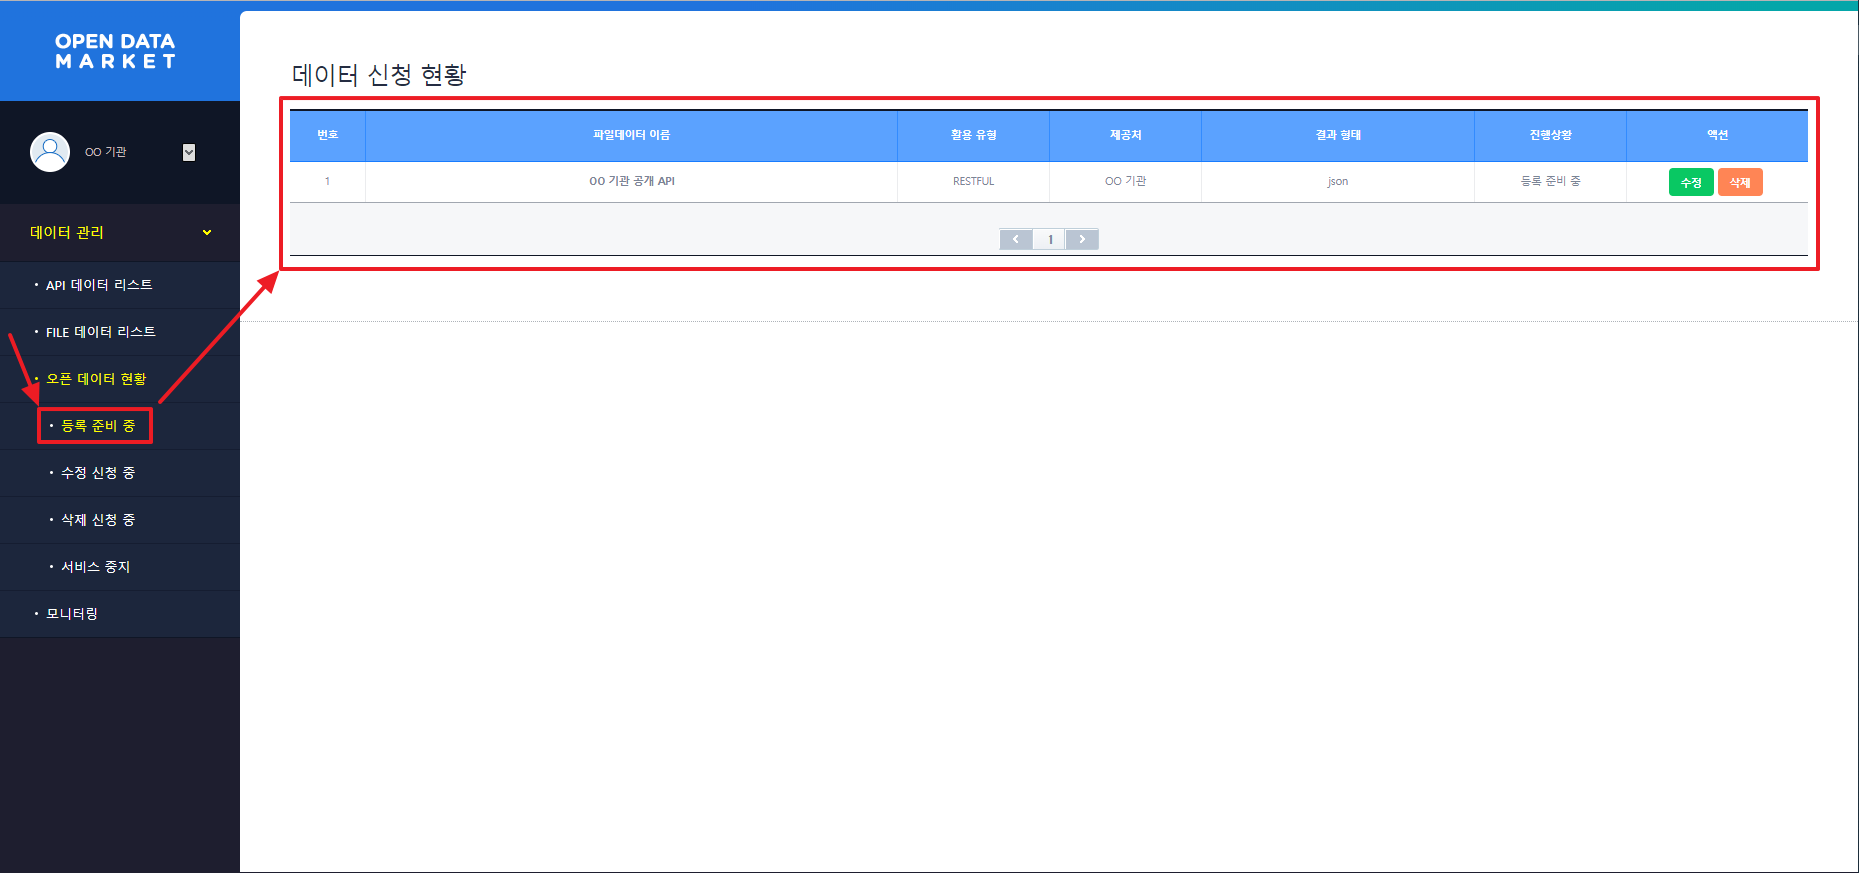 OPEN DATA
MARKET
OO 기관
데이터 관리
• API 데이터 리스트
• FILE 데이터 리스트
• 오픈 데이터 현황
• 등록 준비 중
• 수정 신청 중
• 삭제 신청 중
• 서비스 중지
• 모니터링
데이터 신청 현황
번호 파일데이터 이름 활용 유형 제공처 결과 형태 진행상황 액션
1 OO 기관 공개 API RESTFUL OO 기관 json 등록 준비 중 수정 삭제
1